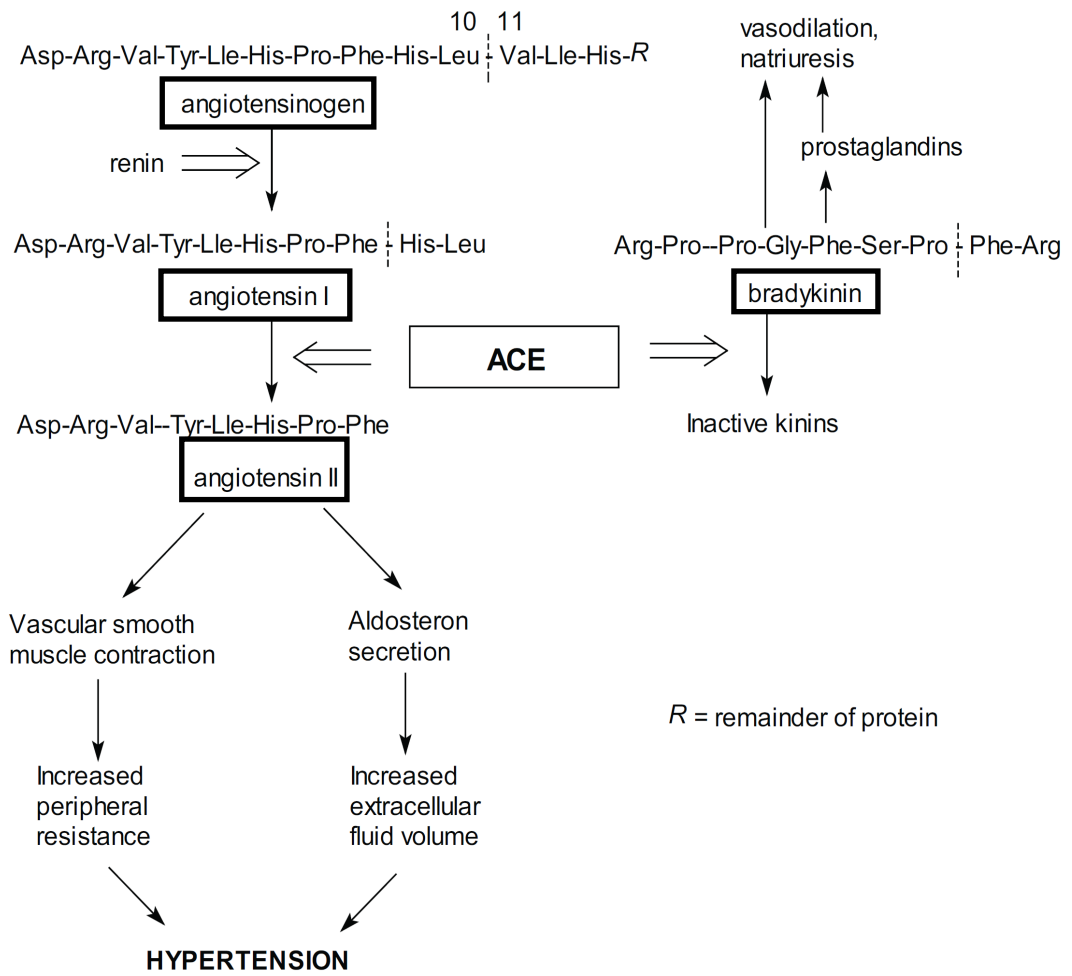 10 11
Asp-Arg-Val-Tyr-Lle-His-Pro-Phe-His-Leu - Val-Lle-His-R
angiotensinogen
renin
Asp-Arg-Val-Tyr-Lle-His-Pro-Phe - His-Leu
angiotensin I
ACE
Asp-Arg-Val--Tyr-Lle-His-Pro-Phe
angiotensin II
Vascular smooth
muscle contraction
Aldosteron
secretion
Increased
peripheral
resistance
Increased
extracellular
fluid volume
HYPERTENSION
vasodilation,
natriuresis
prostaglandins
Arg-Pro--Pro-Gly-Phe-Ser-Pro - Phe-Arg
bradykinin
Inactive kinins
R = remainder of protein